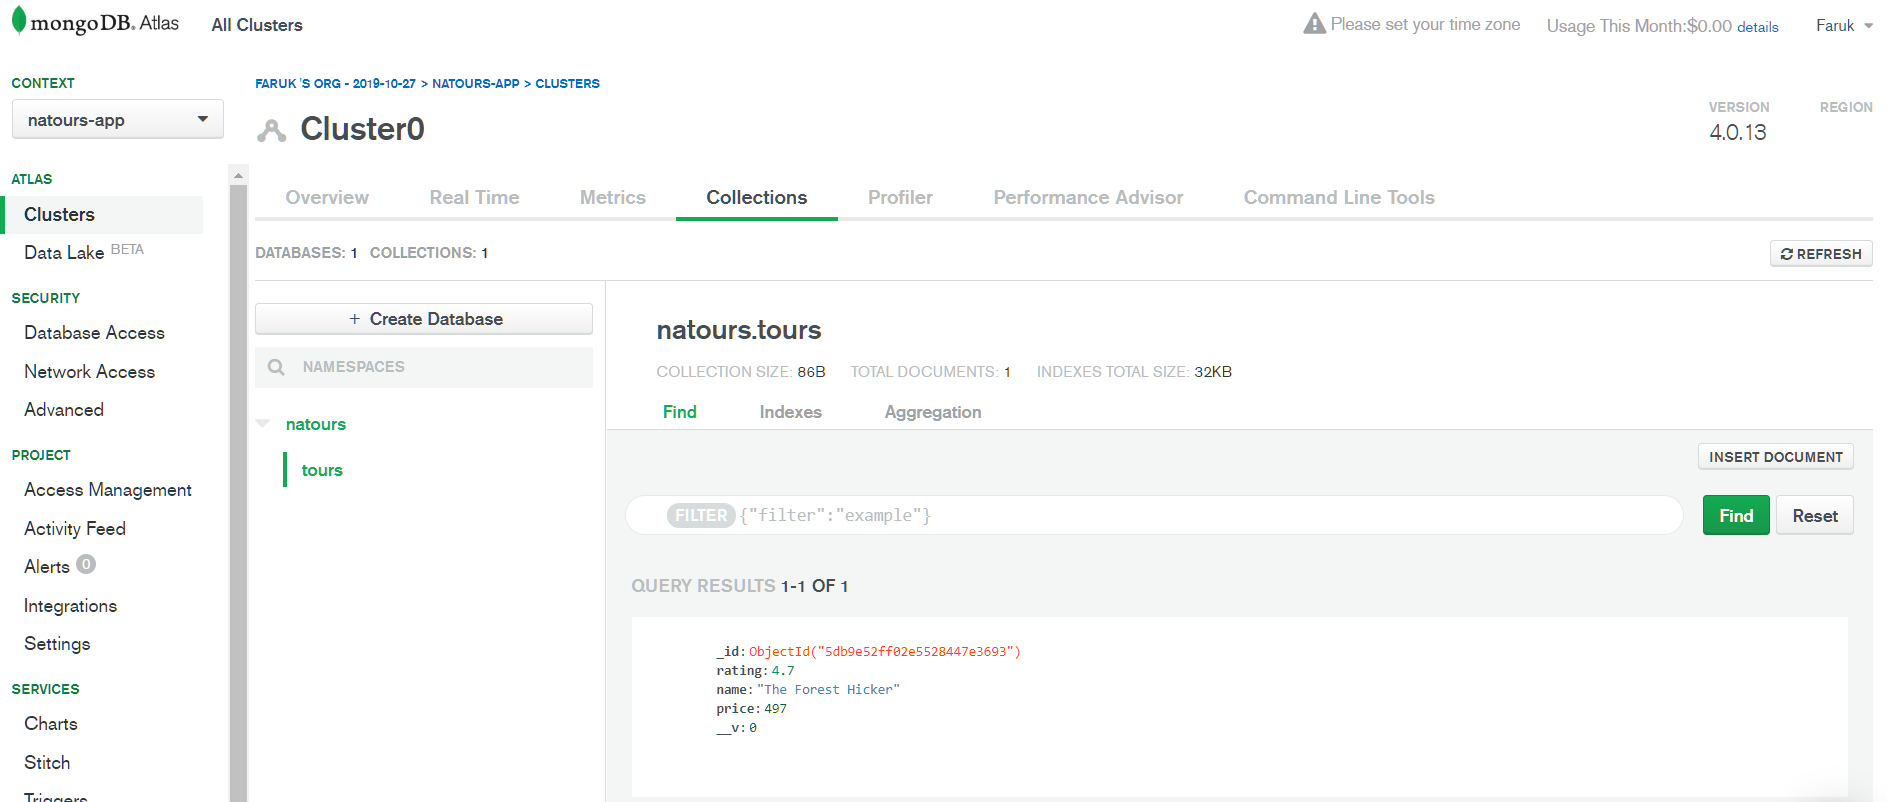 mongoDB. Atlas
All Clusters
Please set your time zone
Usage This Month:$0.00 details
Faruk
CONTEXT
natours-app
ATLAS
Clusters
Data Lake BETA
SECURITY
Database Access
Network Access
Advanced
PROJECT
Access Management
Activity Feed
Alerts 0
Integrations
Settings
SERVICES
Charts
Stitch
Triggers
FARUK 'S ORG - 2019-10-27 > NATOURS-APP > CLUSTERS
Cluster0
VERSION
4.0.13
REGION
Overview
Real Time
Metrics
Collections
Profiler
Performance Advisor
Command Line Tools
DATABASES: 1 COLLECTIONS: 1
REFRESH
+ Create Database
NAMESPACES
natours
tours
natours.tours
COLLECTION SIZE: 86B TOTAL DOCUMENTS: 1 INDEXES TOTAL SIZE: 32KB
Find
Indexes
Aggregation
INSERT DOCUMENT
FILTER {"filter":"example"}
Find
Reset
QUERY RESULTS 1-1 OF 1
_id: ObjectId("5db9e52ff02e5528447e3693")
rating: 4.7
name: "The Forest Hicker"
price: 497
__v: 0